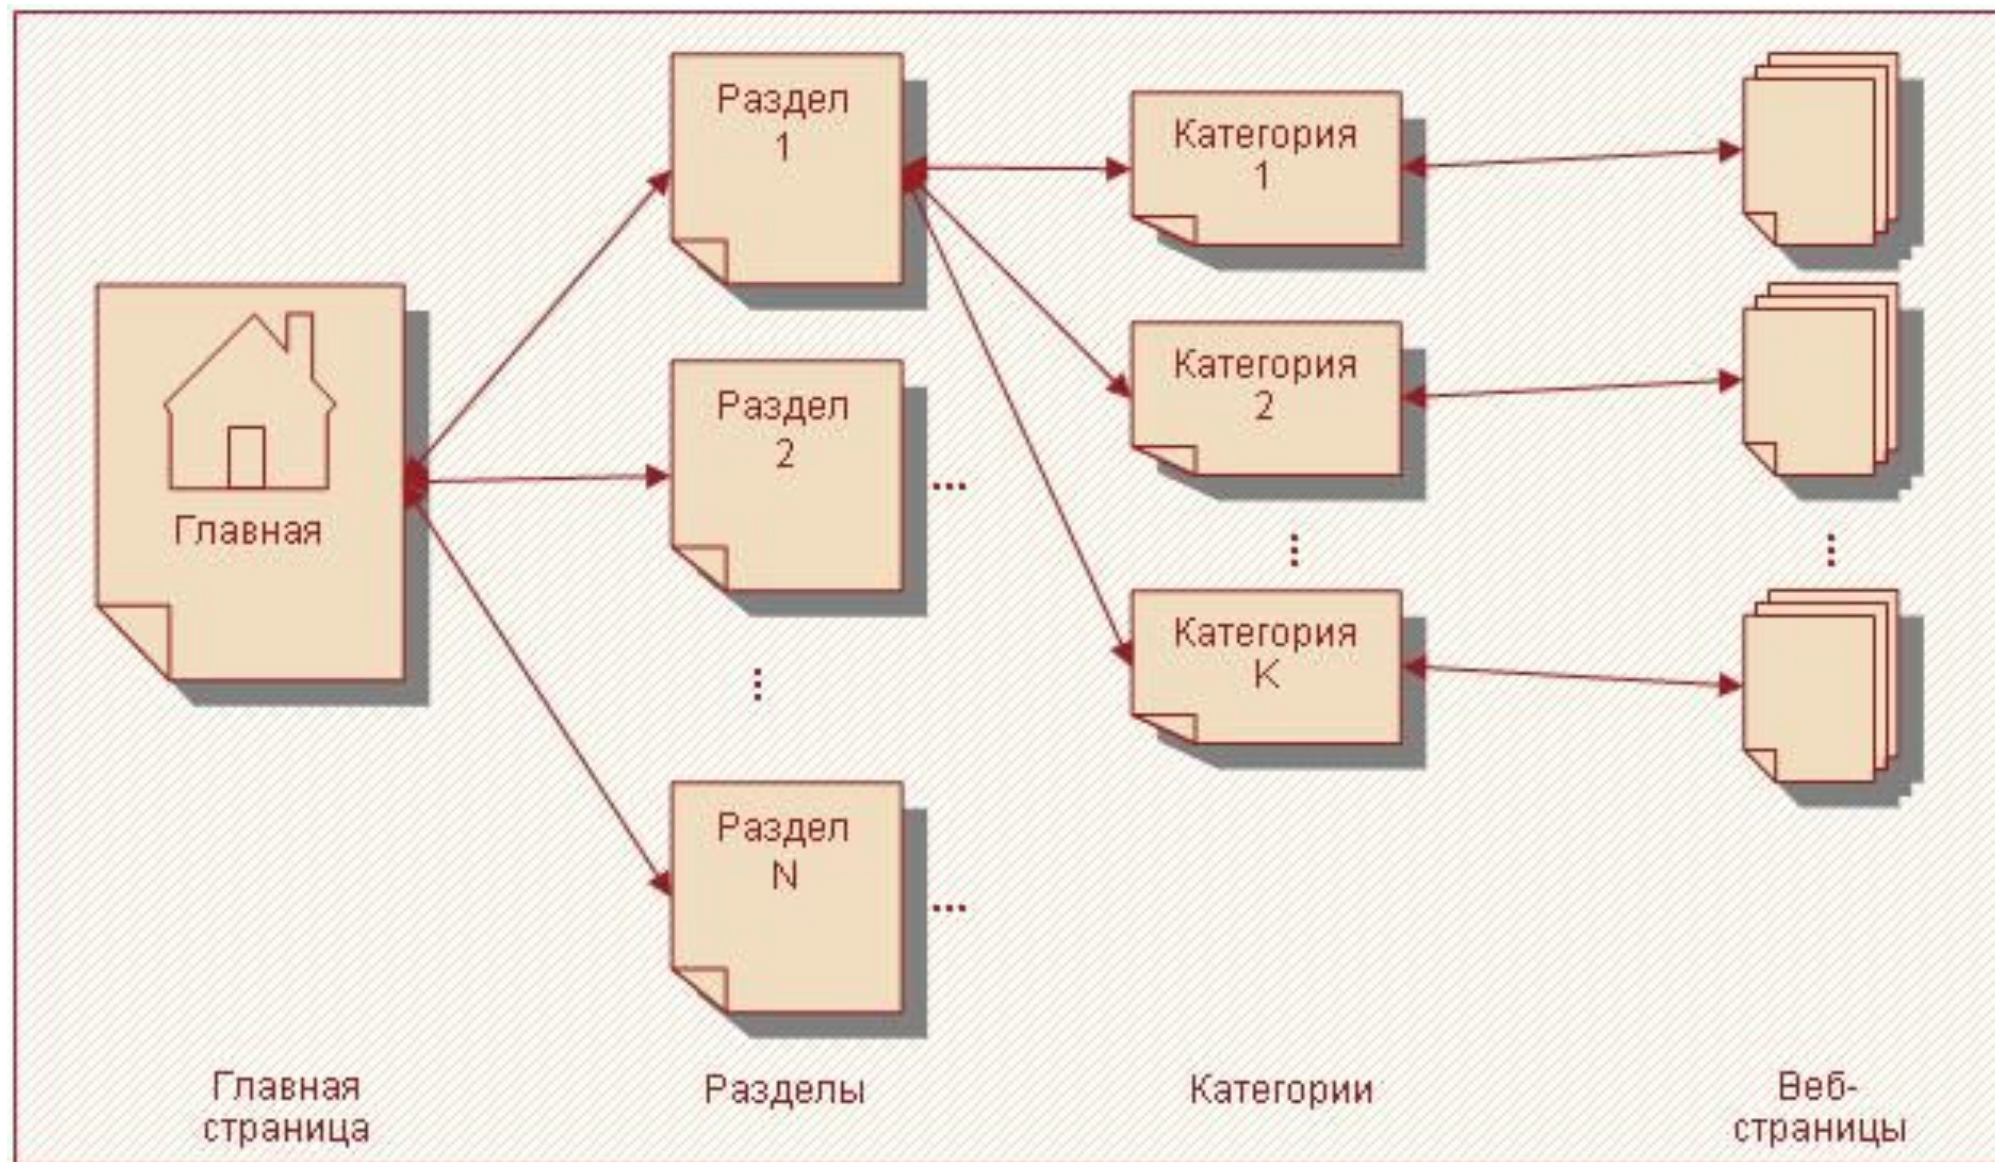 Главная
Раздел
1
Раздел
2
...
⋮
Раздел
N
...
Категория
1
Категория
2
⋮
Категория
K
⋮
Главная
страница
Разделы
Категории
Веб-
страницы